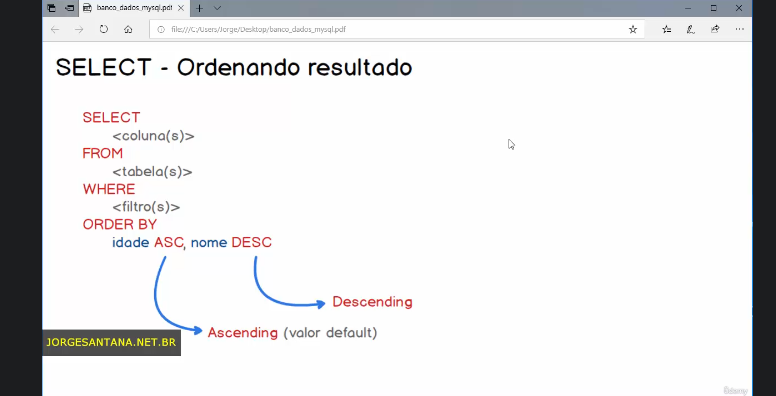 banco_dados_mysql.pdf
file:///C:/Users/Jorge/Desktop/banco_dados_mysql.pdf
SELECT - Ordenando resultado
SELECT
<coluna(s)>
FROM
<tabela(s)>
WHERE
<filtro(s)>
ORDER BY
idade ASC, nome DESC
Descending
Ascending (valor default)
JORGESANTANA.NET.BR
Udemy